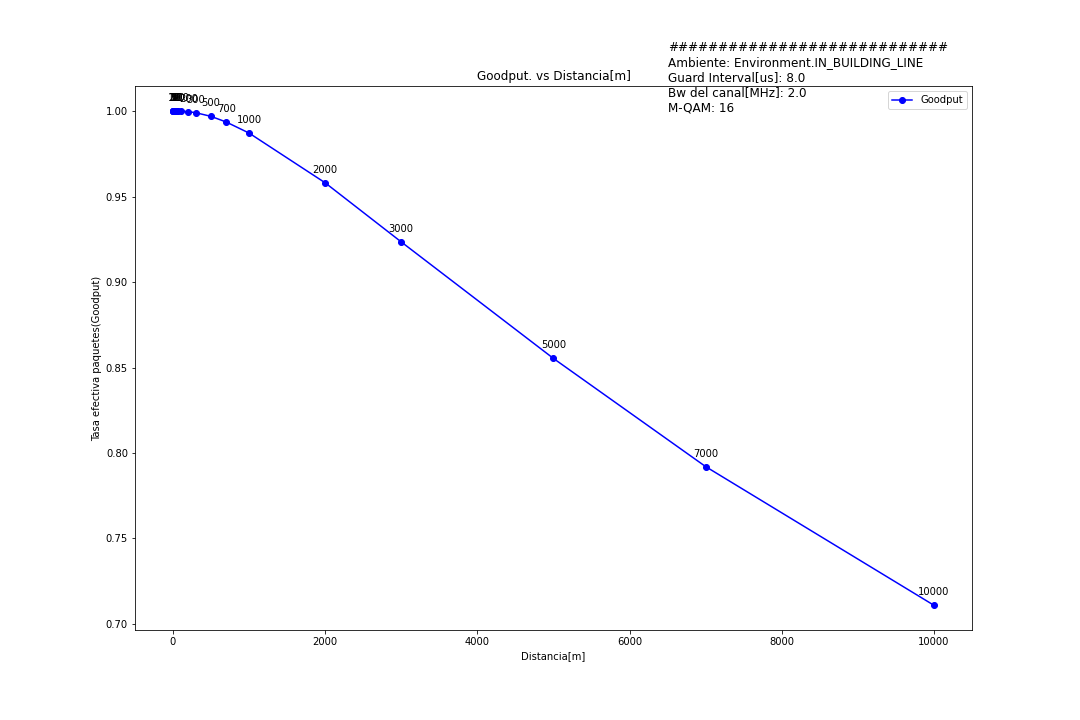 ###########################
Ambiente: Environment.IN_BUILDING_LINE
Guard Interval[us]: 8.0
Bw del canal[MHz]: 2.0
M-QAM: 16
Goodput. vs Distancia[m]
Goodput
500
700
1000
2000
3000
5000
7000
10000
1.00
0.95
0.90
0.85
0.80
0.75
0.70
Tasa efectiva paquetes(Goodput)
0
2000
4000
6000
8000
10000
Distancia[m]